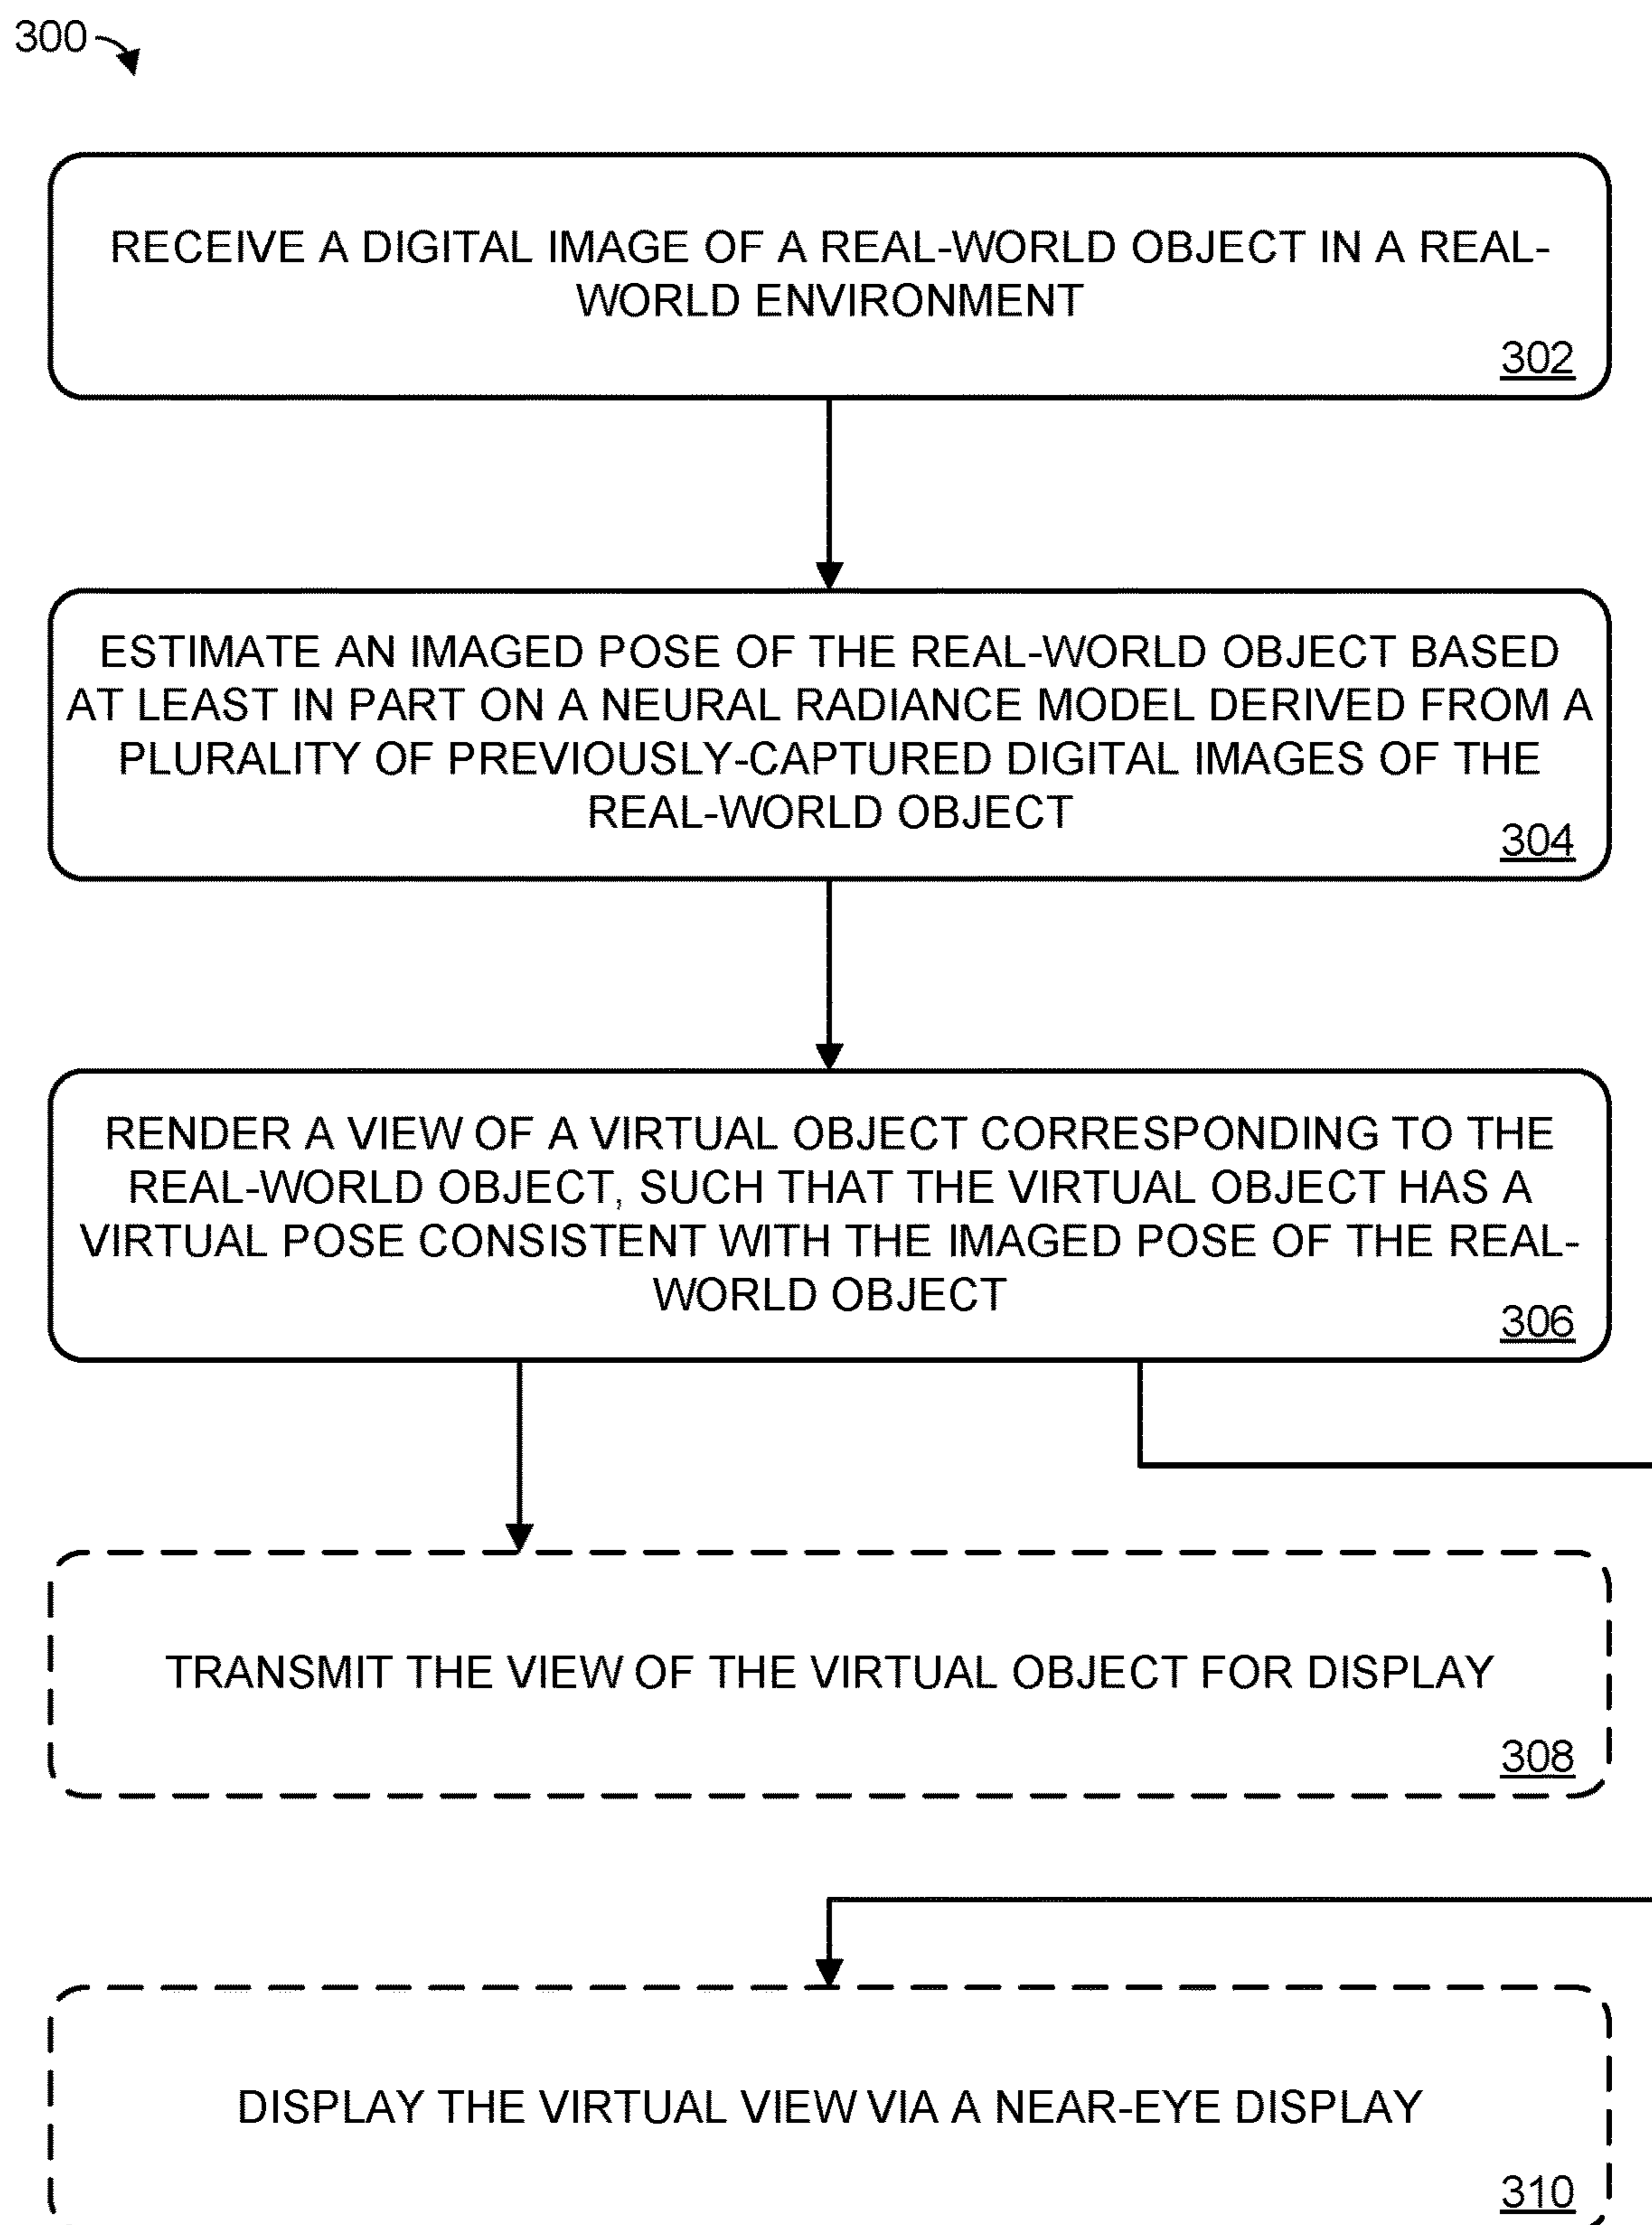 300
RECEIVE A DIGITAL IMAGE OF A REAL-WORLD OBJECT IN A REAL-
WORLD ENVIRONMENT
302
ESTIMATE AN IMAGED POSE OF THE REAL-WORLD OBJECT BASED
AT LEAST IN PART ON A NEURAL RADIANCE MODEL DERIVED FROM A
PLURALITY OF PREVIOUSLY-CAPTURED DIGITAL IMAGES OF THE
REAL-WORLD OBJECT
304
RENDER A VIEW OF A VIRTUAL OBJECT CORRESPONDING TO THE
REAL-WORLD OBJECT, SUCH THAT THE VIRTUAL OBJECT HAS A
VIRTUAL POSE CONSISTENT WITH THE IMAGED POSE OF THE REAL-
WORLD OBJECT
306
TRANSMIT THE VIEW OF THE VIRTUAL OBJECT FOR DISPLAY
308
DISPLAY THE VIRTUAL VIEW VIA A NEAR-EYE DISPLAY
310